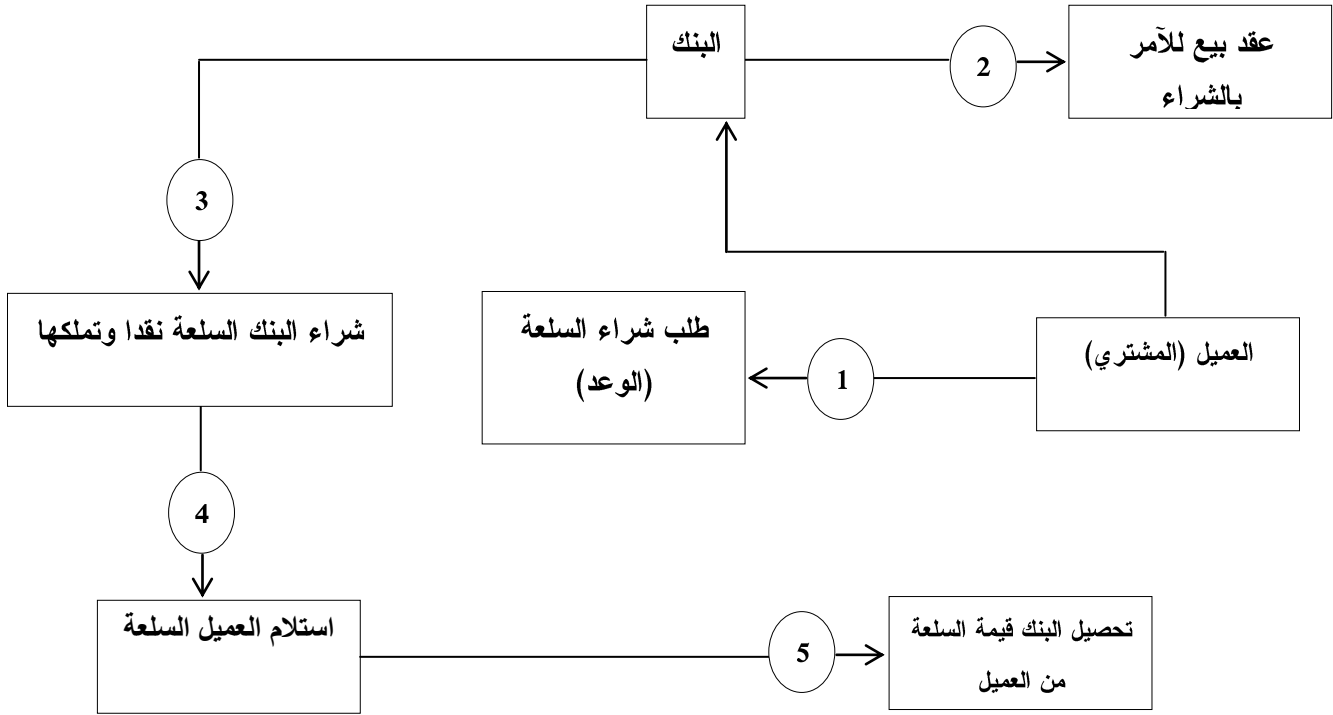 البنك
2
عقد بيع للآمر
بالشراء
3
شراء البنك السلعة نقدا وتملكها
طلب شراء السلعة
(الوعد)
1
العميل (المشتري)
4
استلام العميل السلعة
5
تحصيل البنك قيمة السلعة
من العميل